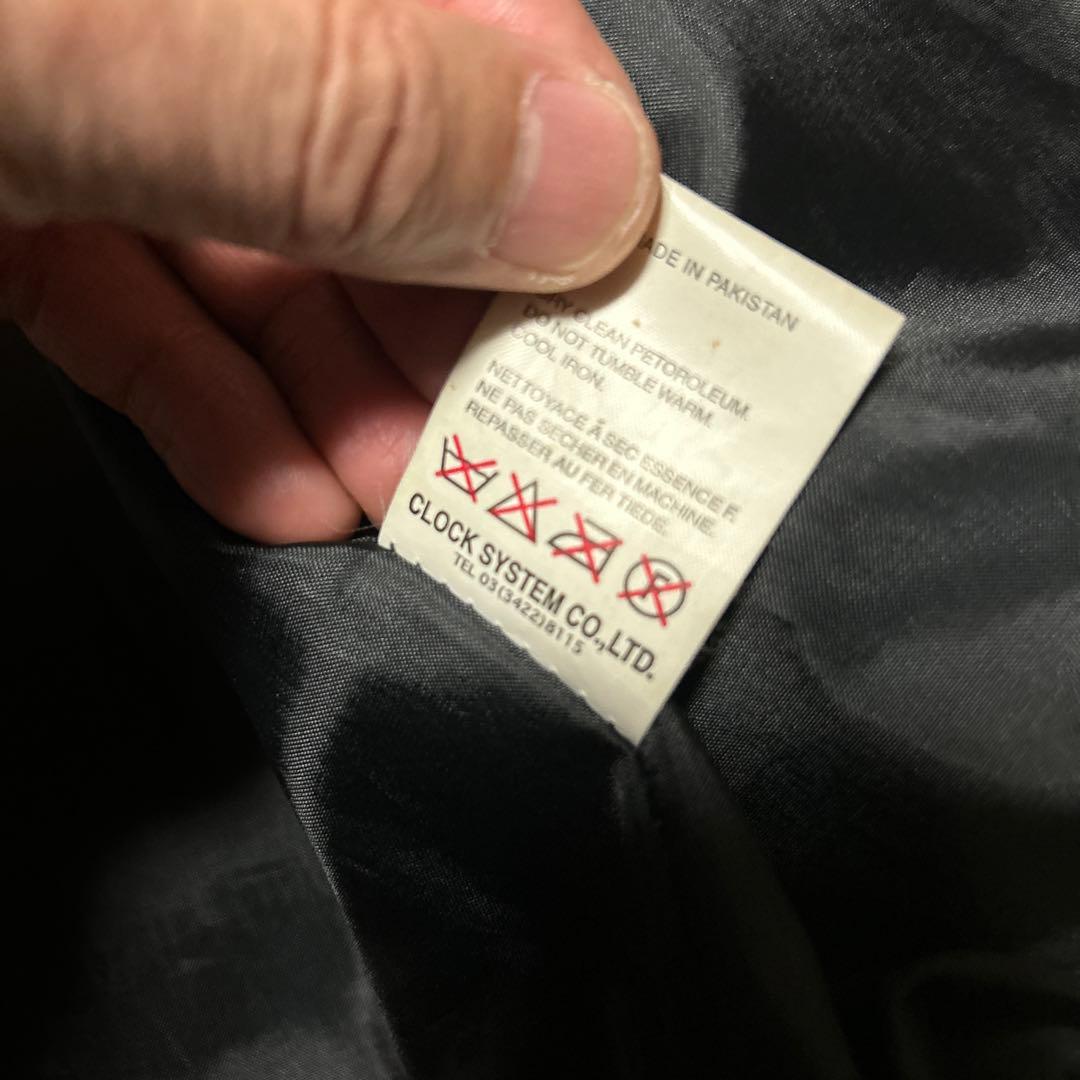 MADE IN PAKISTAN
DRY CLEAN PETOROLEUM.
DO NOT TUMBLE WARM.
COOL IRON.
NETTOYACE À SEC ESSENCE F.
NE PAS SECHER EN MACHINE.
REPASSER AU FER TIEDE.
F
CLOCK SYSTEM CO.,LTD.
TEL 03(3422)8115